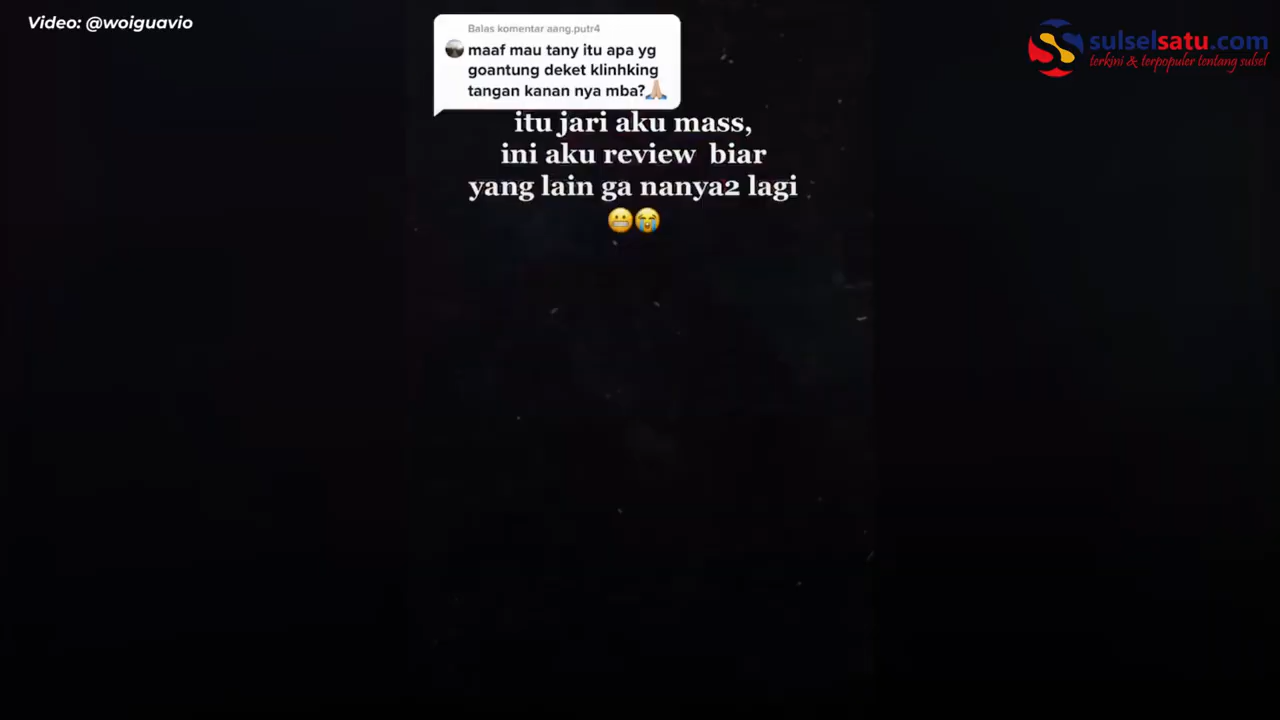 Video: @woiguavio
sulselsatu.com
terkini & terpopuler tentang sulsel
Balas komentar aang.putr4
maaf mau tany itu apa yg
goantung deket klinhking
tangan kanan nya mba?🙏🏼
itu jari aku mass,
ini aku review biar
yang lain ga nanya2 lagi
😬😭